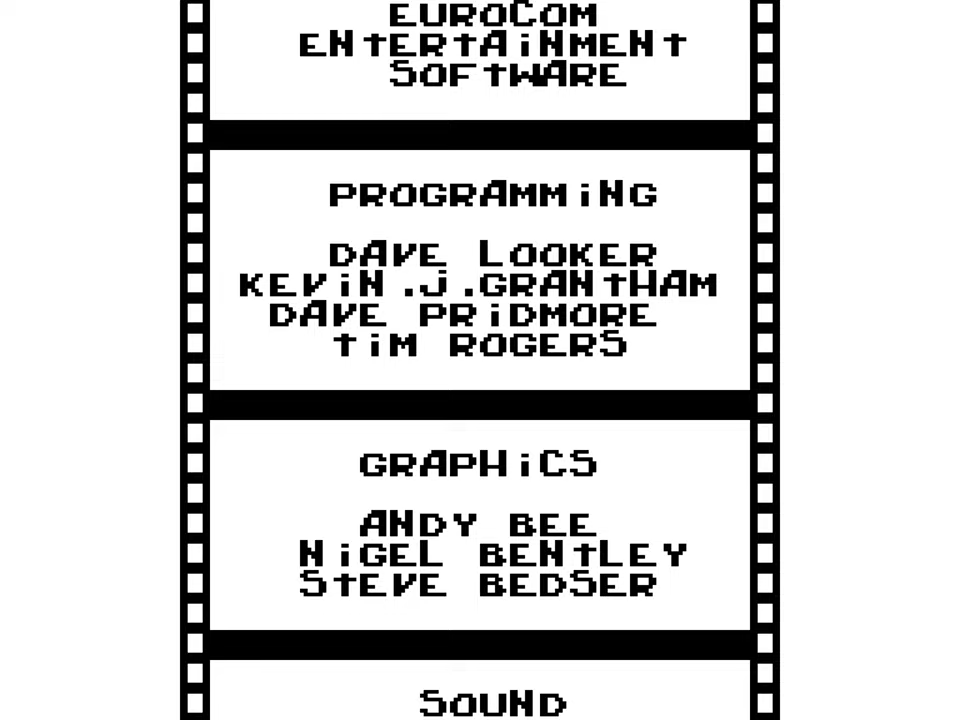 EUROCOM
ENtERtAiNMENt
SOFtWARE
PROGRAMMiNG
DAVE LOOKER
KEViN.J.GRANtHAM
DAVE PRiDMORE
tiM ROGERS
GRAPHiCS
ANDY BEE
NiGEL BENtLEY
StEVE BEDSER
SOUND